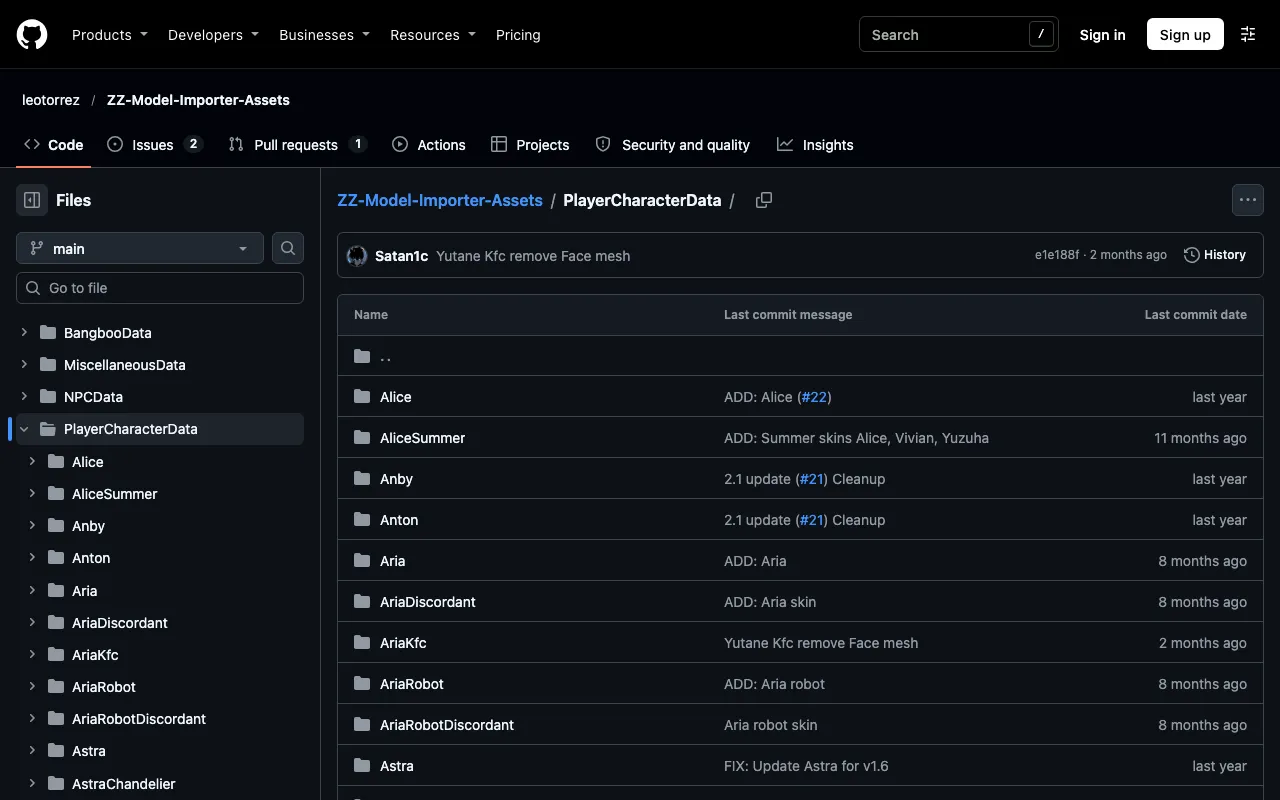 Products Developers Businesses Resources Pricing Search / Sign in Sign up
leotorrez / ZZ-Model-Importer-Assets
Code Issues 2 Pull requests 1 Actions Projects Security and quality Insights
Files
main
Go to file
BangbooData
MiscellaneousData
NPCData
PlayerCharacterData
Alice
AliceSummer
Anby
Anton
Aria
AriaDiscordant
AriaKfc
AriaRobot
AriaRobotDiscordant
Astra
AstraChandelier
ZZ-Model-Importer-Assets / PlayerCharacterData /
Satan1c Yutane Kfc remove Face mesh e1e188f · 2 months ago History
Name Last commit message Last commit date
..
Alice ADD: Alice (#22) last year
AliceSummer ADD: Summer skins Alice, Vivian, Yuzuha 11 months ago
Anby 2.1 update (#21) Cleanup last year
Anton 2.1 update (#21) Cleanup last year
Aria ADD: Aria 8 months ago
AriaDiscordant ADD: Aria skin 8 months ago
AriaKfc Yutane Kfc remove Face mesh 2 months ago
AriaRobot ADD: Aria robot 8 months ago
AriaRobotDiscordant Aria robot skin 8 months ago
Astra FIX: Update Astra for v1.6 last year